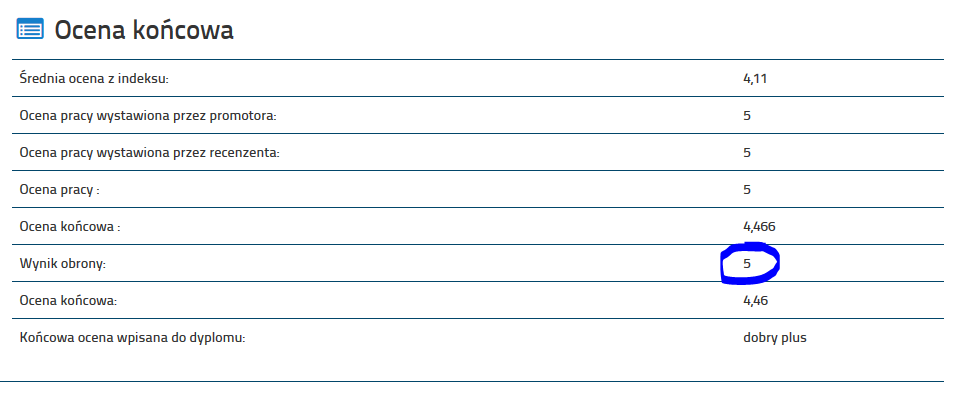 Ocena końcowa
Średnia ocena z indeksu: 4,11
Ocena pracy wystawiona przez promotora: 5
Ocena pracy wystawiona przez recenzenta: 5
Ocena pracy : 5
Ocena końcowa : 4,466
Wynik obrony: 5
Ocena końcowa: 4,46
Końcowa ocena wpisana do dyplomu: dobry plus